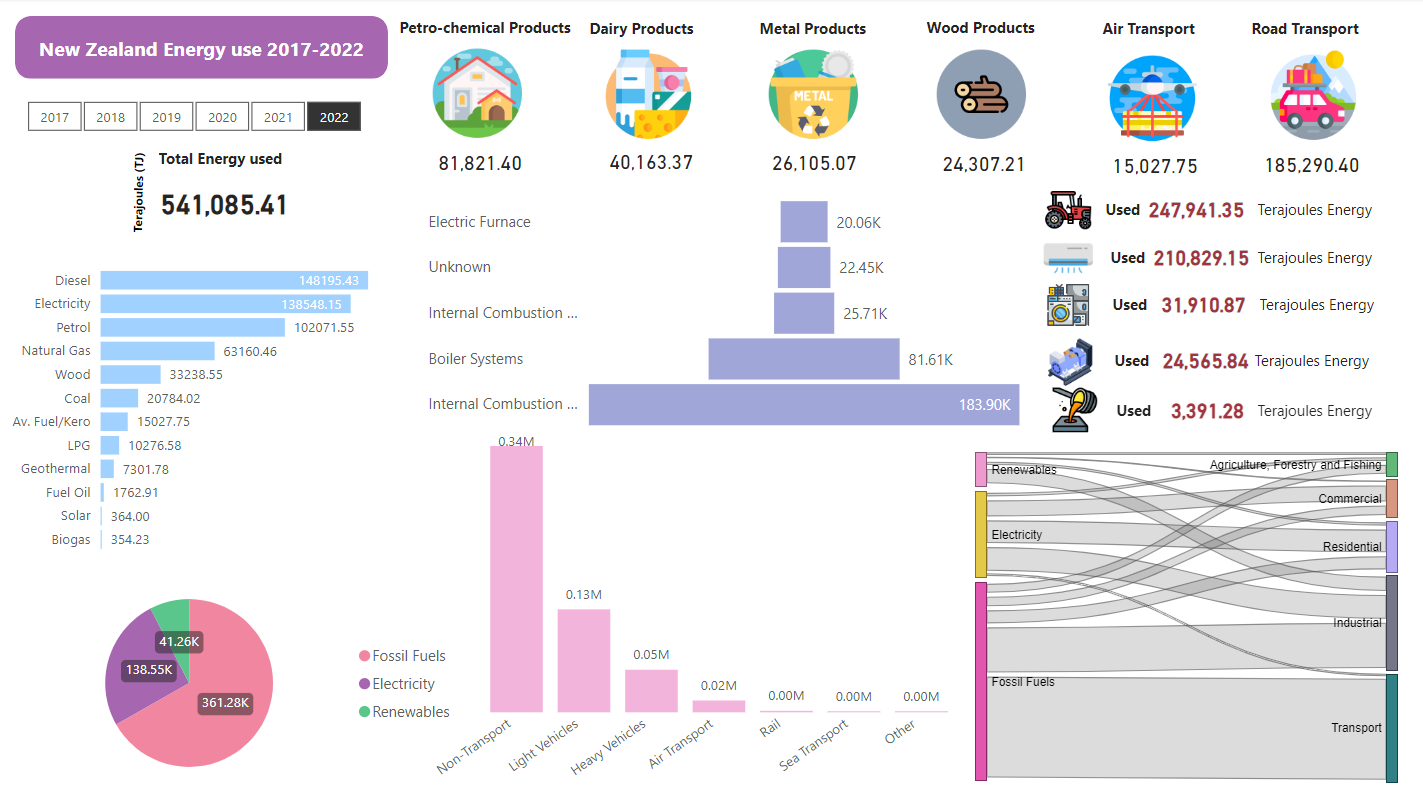 New Zealand Energy use 2017-2022
2017 2018 2019 2020 2021 2022
Terajoules (TJ)
Total Energy used
541,085.41
Petro-chemical Products
81,821.40
Dairy Products
40,163.37
Metal Products
METAL
26,105.07
Wood Products
24,307.21
Air Transport
15,027.75
Road Transport
185,290.40
Diesel 148195.43
Electricity 138548.15
Petrol 102071.55
Natural Gas 63160.46
Wood 33238.55
Coal 20784.02
Av. Fuel/Kero 15027.75
LPG 10276.58
Geothermal 7301.78
Fuel Oil 1762.91
Solar 364.00
Biogas 354.23
Electric Furnace 20.06K
Unknown 22.45K
Internal Combustion ... 25.71K
Boiler Systems 81.61K
Internal Combustion ... 183.90K
Used 247,941.35 Terajoules Energy
Used 210,829.15 Terajoules Energy
Used 31,910.87 Terajoules Energy
Used 24,565.84 Terajoules Energy
Used 3,391.28 Terajoules Energy
41.26K
138.55K
361.28K
Fossil Fuels
Electricity
Renewables
0.34M
0.13M
0.05M
0.02M
0.00M
0.00M
0.00M
Non-Transport
Light Vehicles
Heavy Vehicles
Air Transport
Rail
Sea Transport
Other
Renewables
Electricity
Fossil Fuels
Agriculture, Forestry and Fishing
Commercial
Residential
Industrial
Transport